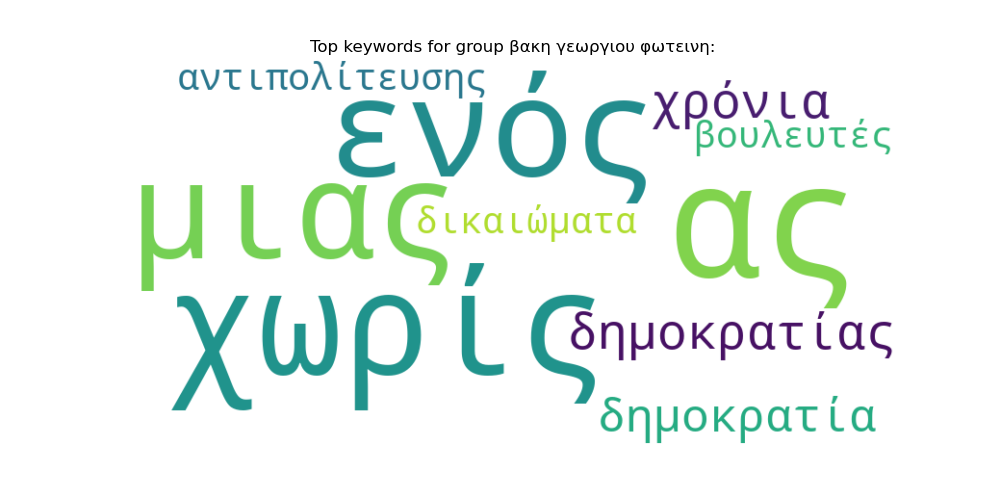 Top keywords for group βακη γεωργιου φωτεινη:
αντιπολίτευσης
ενός
χρόνια
βουλευτές
μιας
δικαιώματα
ας
χωρίς
δημοκρατίας
δημοκρατία